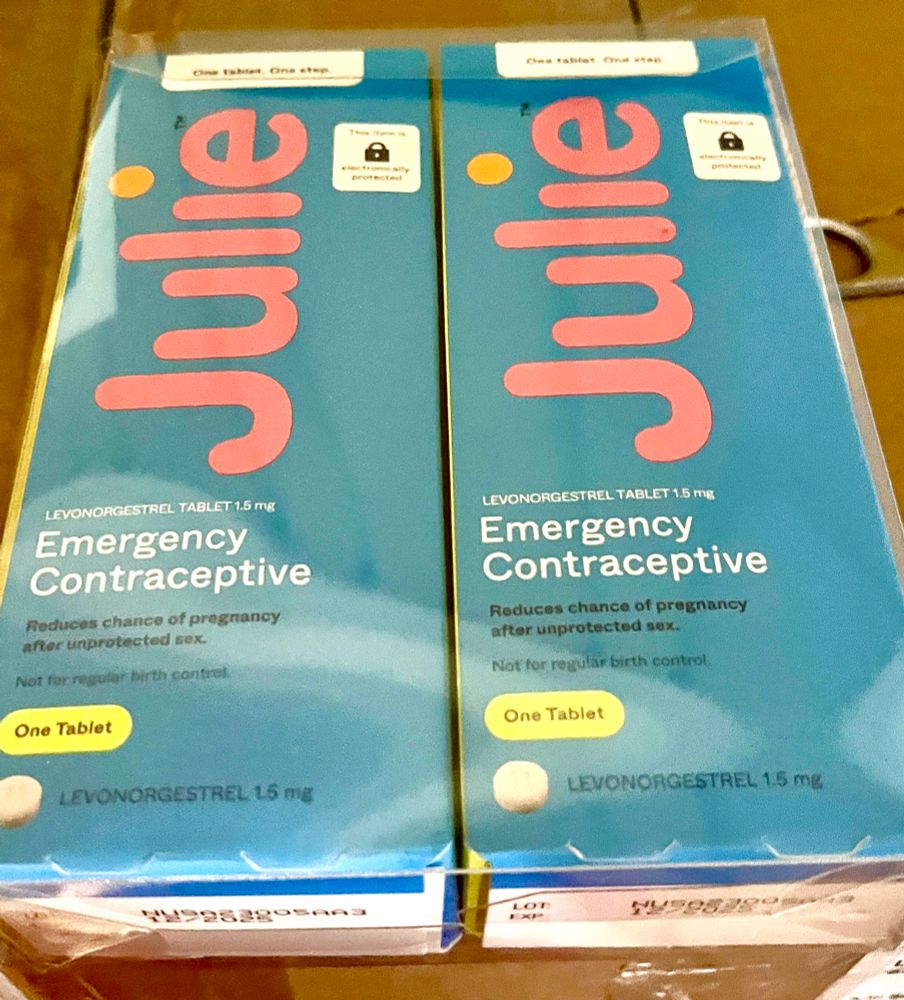 One tablet. One step.
Julie™
This item is
electronically
protected
LEVONORGESTREL TABLET 1.5 mg
Emergency
Contraceptive
Reduces chance of pregnancy
after unprotected sex.
Not for regular birth control.
One Tablet
LEVONORGESTREL 1.5 mg
One tablet. One step.
Julie™
This item is
electronically
protected
LEVONORGESTREL TABLET 1.5 mg
Emergency
Contraceptive
Reduces chance of pregnancy
after unprotected sex.
Not for regular birth control.
One Tablet
LEVONORGESTREL 1.5 mg
LOT
EXP